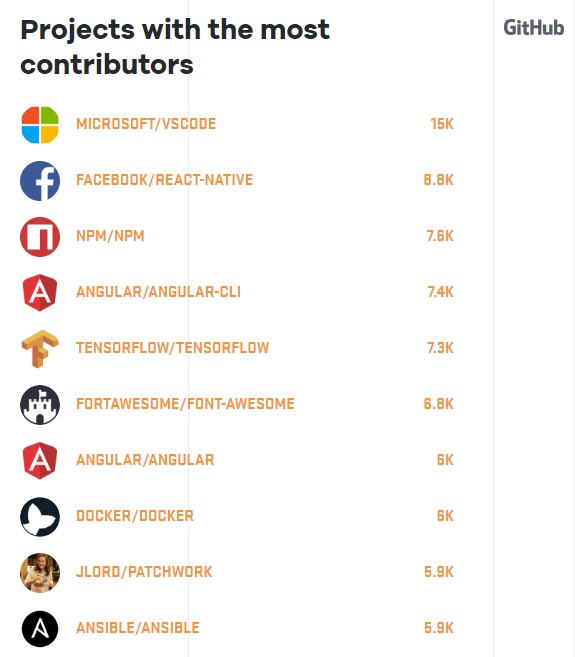 Projects with the most
contributors
GitHub
MICROSOFT/VSCODE 15K
FACEBOOK/REACT-NATIVE 8.8K
NPM/NPM 7.6K
ANGULAR/ANGULAR-CLI 7.4K
TENSORFLOW/TENSORFLOW 7.3K
FORTAWESOME/FONT-AWESOME 6.8K
ANGULAR/ANGULAR 6K
DOCKER/DOCKER 6K
JLORD/PATCHWORK 5.9K
ANSIBLE/ANSIBLE 5.9K